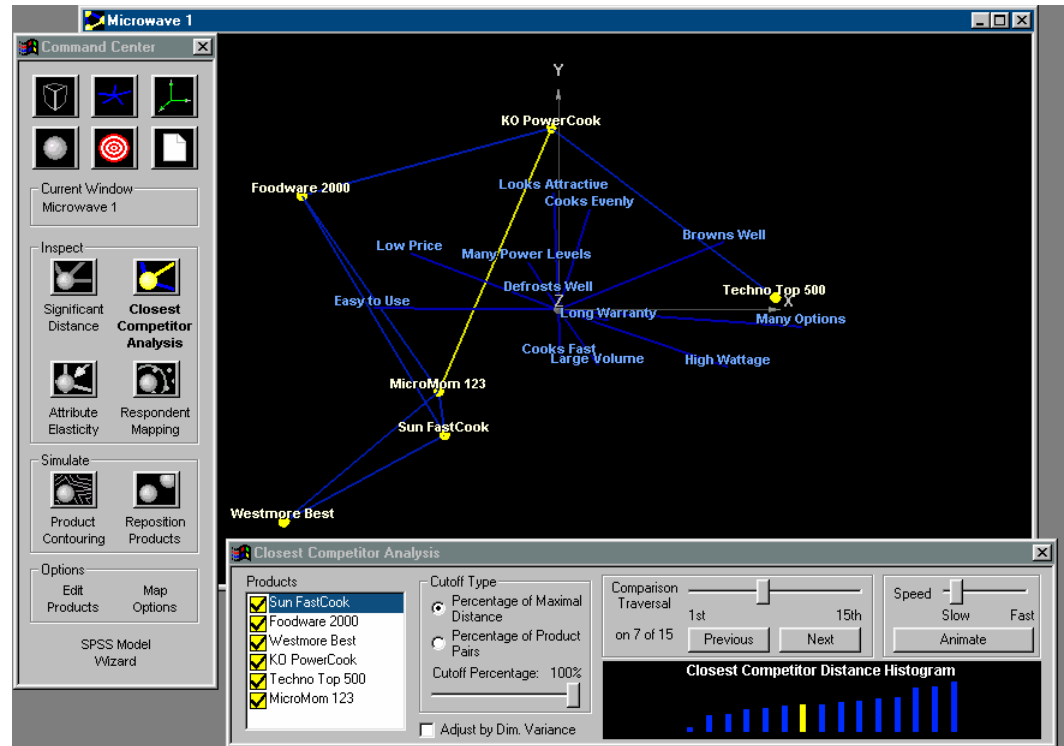 Microwave 1
Command Center
Current Window
Microwave 1
Inspect
Significant
Distance
Closest
Competitor
Analysis
Attribute
Elasticity
Respondent
Mapping
Simulate
Product
Contouring
Reposition
Products
Options
Edit
Products
Map
Options
SPSS Model
Wizard
Y
KO PowerCook
Foodware 2000
Looks Attractive
Cooks Evenly
Browns Well
Low Price
Many Power Levels
Defrosts Well
Techno Top 500
Easy to Use
Z
X
Long Warranty
Many Options
Cooks Fast
Large Volume
High Wattage
MicroMom 123
Sun FastCook
Westmore Best
Closest Competitor Analysis
Products
Sun FastCook
Foodware 2000
Westmore Best
KO PowerCook
Techno Top 500
MicroMom 123
Cutoff Type
Percentage of Maximal
Distance
Percentage of Product
Pairs
Cutoff Percentage: 100%
Adjust by Dim. Variance
Comparison
Traversal
1st
15th
on 7 of 15
Previous
Next
Speed
Slow
Fast
Animate
Closest Competitor Distance Histogram